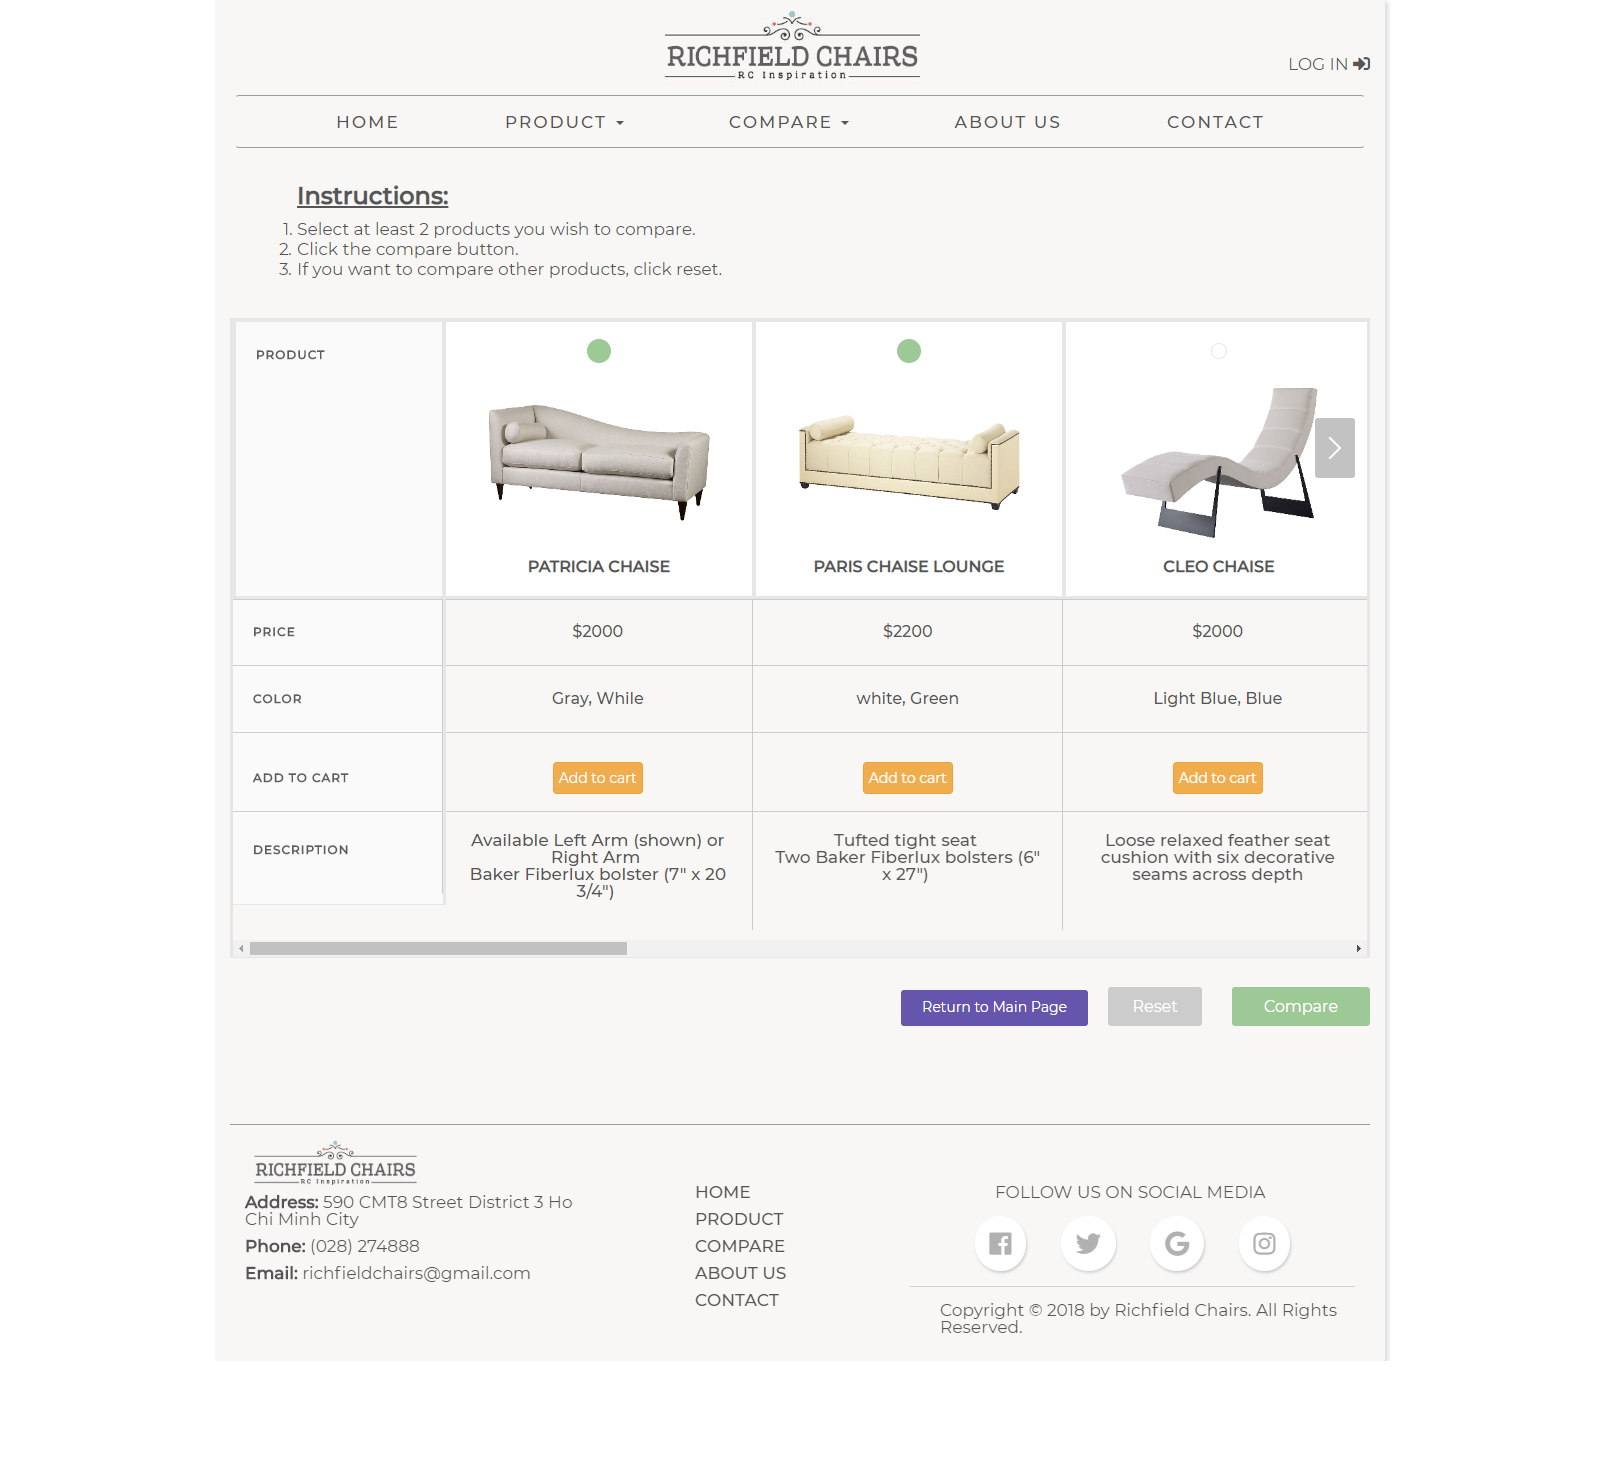 RICHFIELD CHAIRS
RC Inspiration
LOG IN
HOME PRODUCT COMPARE ABOUT US CONTACT
Instructions:
1. Select at least 2 products you wish to compare.
2. Click the compare button.
3. If you want to compare other products, click reset.
PRODUCT
PATRICIA CHAISE PARIS CHAISE LOUNGE CLEO CHAISE
PRICE $2000 $2200 $2000
COLOR Gray, While white, Green Light Blue, Blue
ADD TO CART Add to cart Add to cart Add to cart
DESCRIPTION
Available Left Arm (shown) or
Right Arm
Baker Fiberlux bolster (7" x 20
3/4")
Tufted tight seat
Two Baker Fiberlux bolsters (6"
x 27")
Loose relaxed feather seat
cushion with six decorative
seams across depth
Return to Main Page Reset Compare
RICHFIELD CHAIRS
RC Inspiration
Address: 590 CMT8 Street District 3 Ho
Chi Minh City
Phone: (028) 274888
Email: richfieldchairs@gmail.com
HOME
PRODUCT
COMPARE
ABOUT US
CONTACT
FOLLOW US ON SOCIAL MEDIA
Copyright © 2018 by Richfield Chairs. All Rights
Reserved.